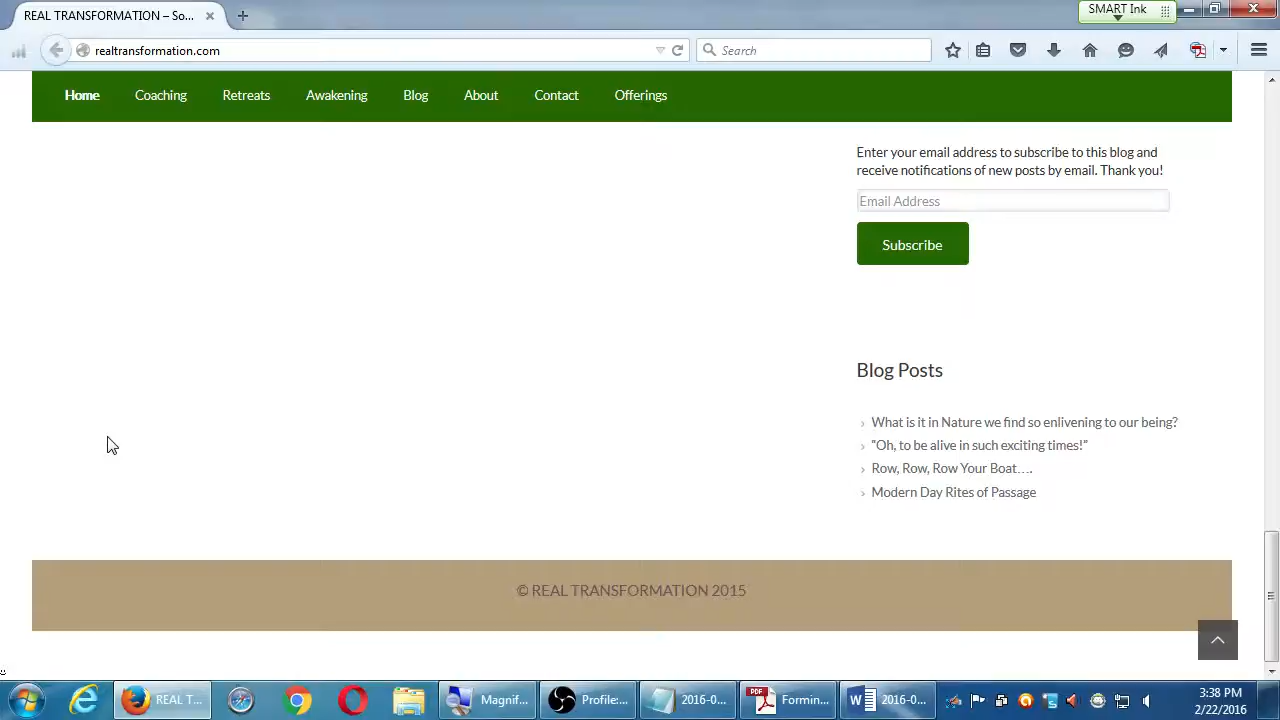 REAL TRANSFORMATION – So...
SMART Ink
realtransformation.com
Search
Home Coaching Retreats Awakening Blog About Contact Offerings
Enter your email address to subscribe to this blog and
receive notifications of new posts by email. Thank you!
Email Address
Subscribe
Blog Posts
What is it in Nature we find so enlivening to our being?
"Oh, to be alive in such exciting times!"
Row, Row, Row Your Boat….
Modern Day Rites of Passage
© REAL TRANSFORMATION 2015
REAL T... Magnif... Profile:... 2016-0... PDF Formin... 2016-0...
3:38 PM
2/22/2016